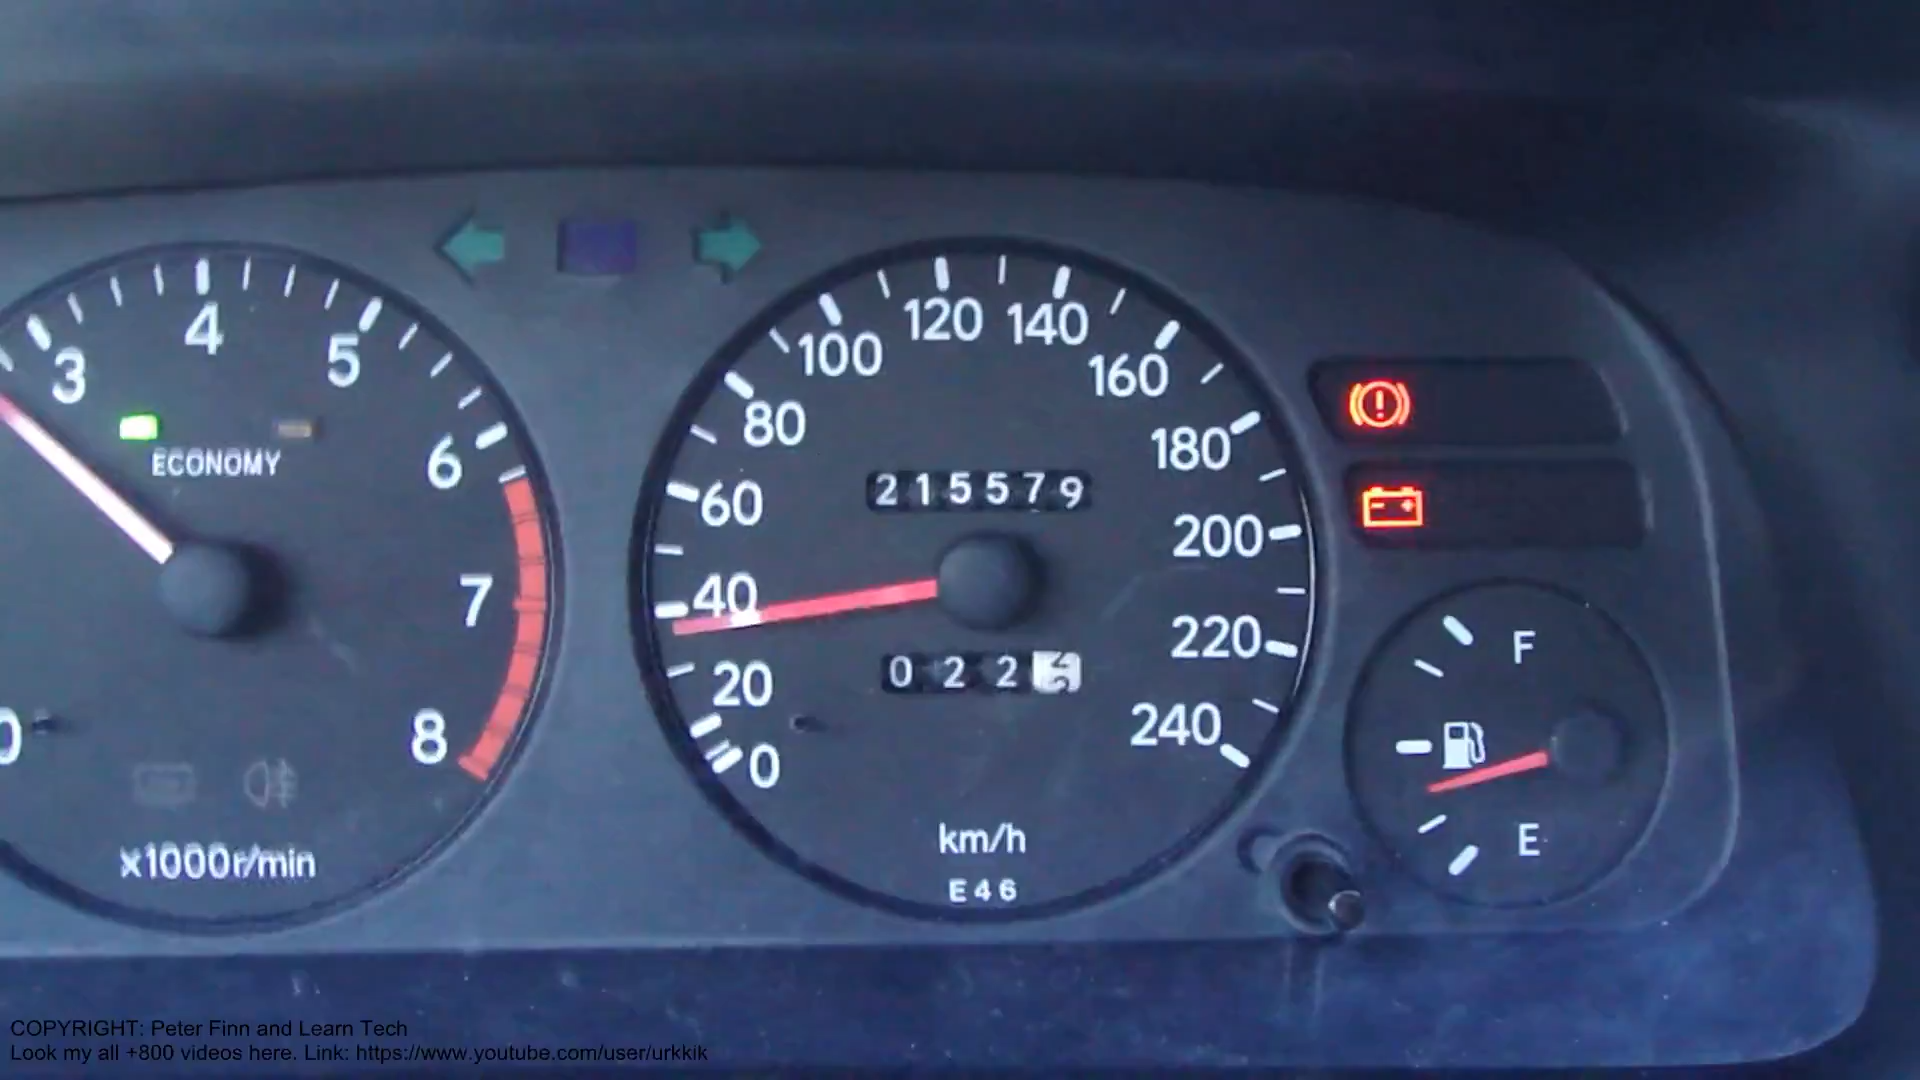 3
4
5
6
7
8
0
ECONOMY
x1000r/min
0
20
40
60
80
100
120
140
160
180
200
220
240
215579
022
km/h
E46
F
E
COPYRIGHT: Peter Finn and Learn Tech
Look my all +800 videos here. Link: https://www.youtube.com/user/urkkik